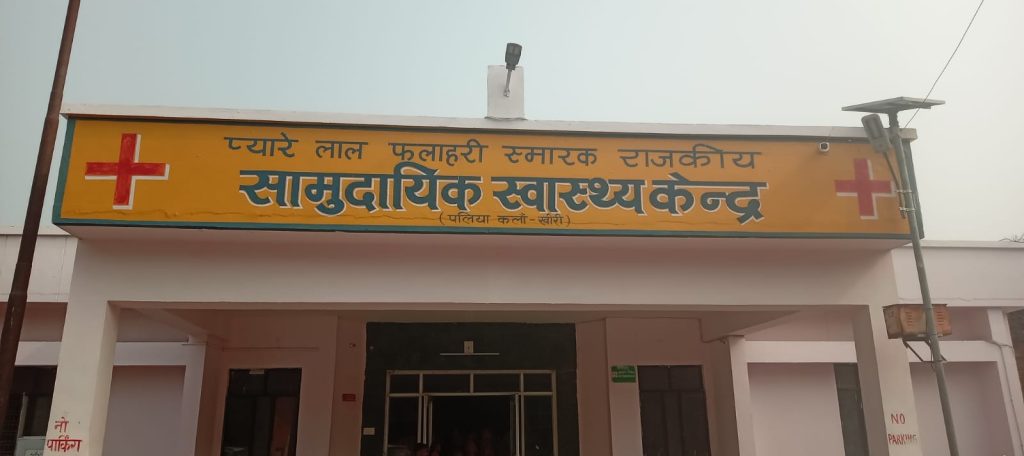 प्यारे लाल फलाहरी स्मारक राजकीय
सामुदायिक स्वास्थ्य केन्द्र
(पलिया कलाँ-खीरी)
नो
पार्किंग
NO
PARKING